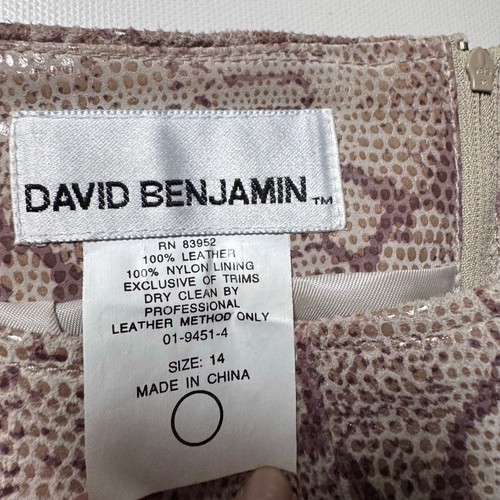 DAVID BENJAMIN™
RN 83952
100% LEATHER
100% NYLON LINING
EXCLUSIVE OF TRIMS
DRY CLEAN BY
PROFESSIONAL
LEATHER METHOD ONLY
01-9451-4
SIZE: 14
MADE IN CHINA